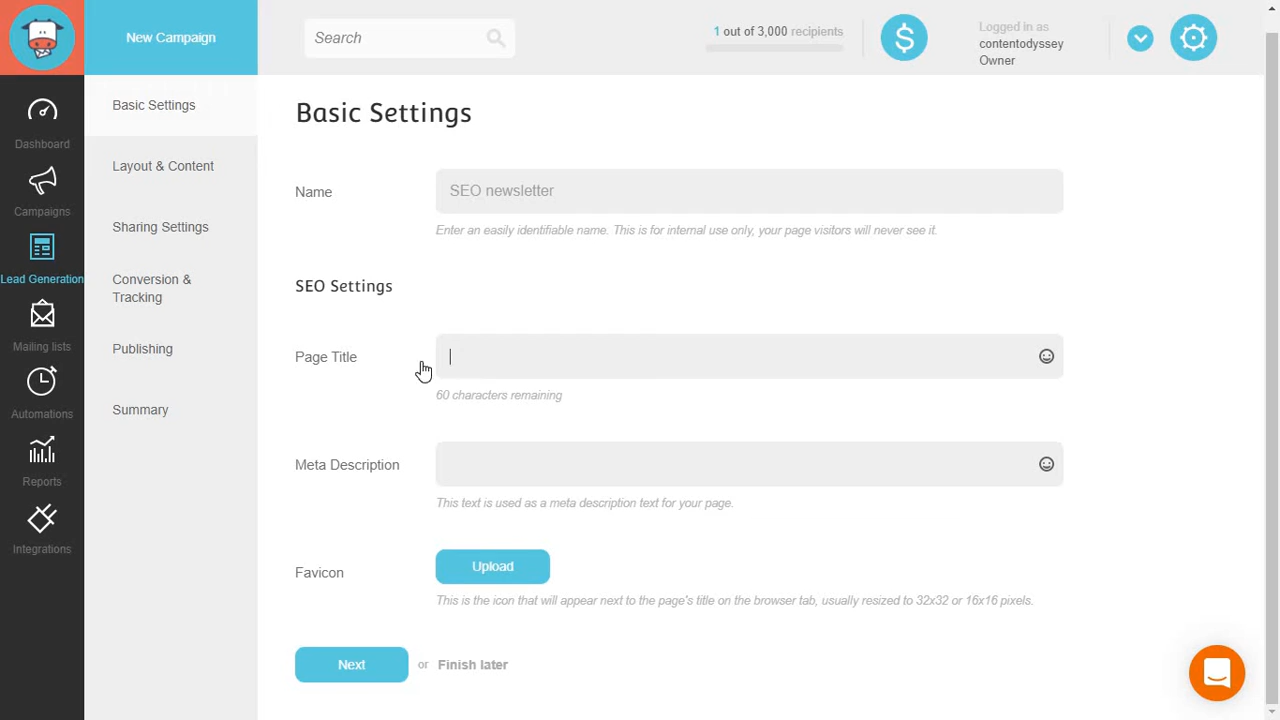 New Campaign
Search
1 out of 3,000 recipients
$
Logged in as
contentodyssey
Owner
Dashboard
Campaigns
Lead Generation
Mailing lists
Automations
Reports
Integrations
Basic Settings
Layout & Content
Sharing Settings
Conversion &
Tracking
Publishing
Summary
Basic Settings
Name
SEO newsletter
Enter an easily identifiable name. This is for internal use only, your page visitors will never see it.
SEO Settings
Page Title
60 characters remaining
Meta Description
This text is used as a meta description text for your page.
Favicon
Upload
This is the icon that will appear next to the page's title on the browser tab, usually resized to 32x32 or 16x16 pixels.
Next
or
Finish later